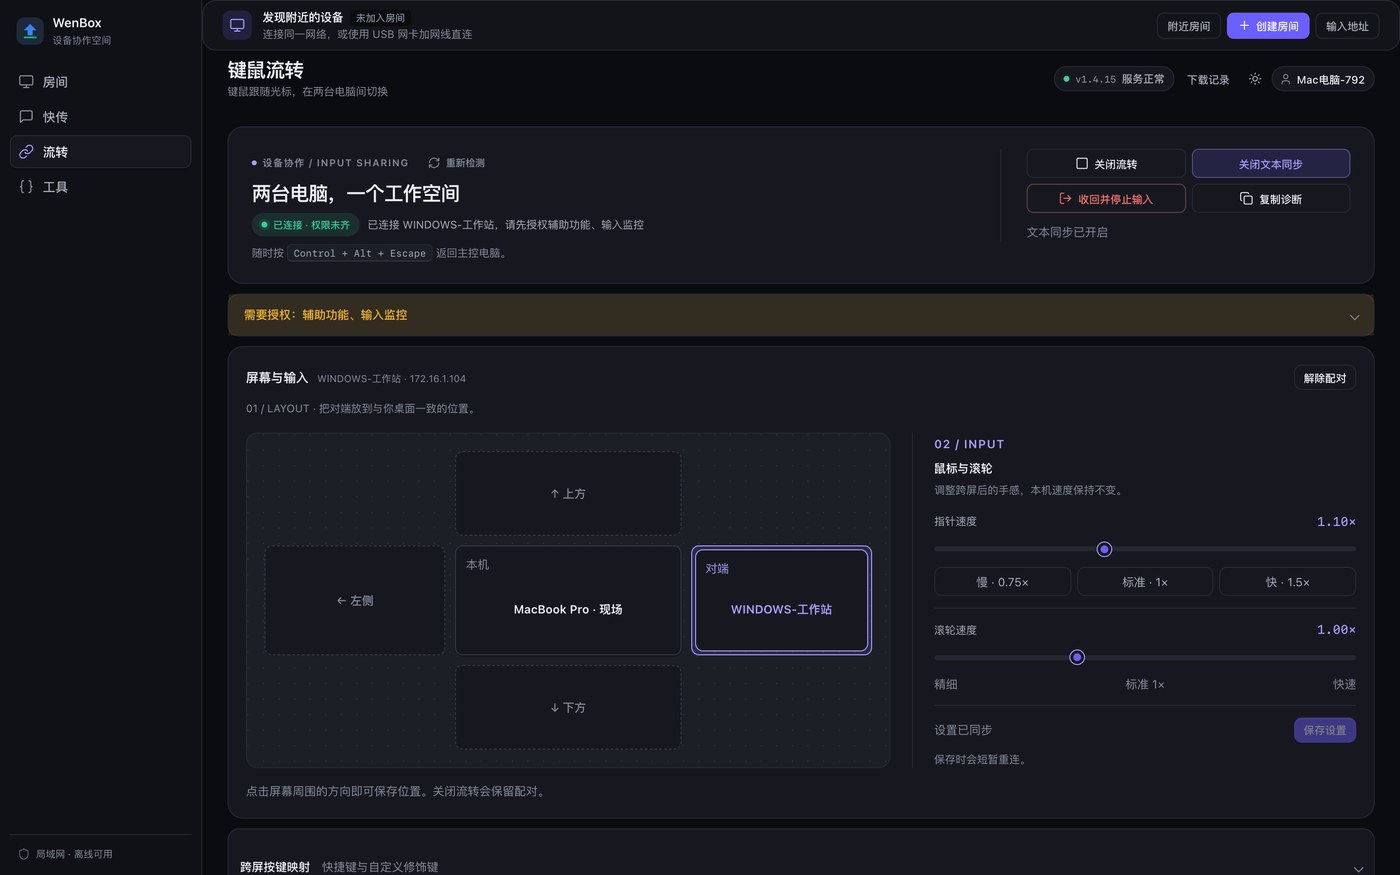 WenBox
设备协作空间
房间
快传
流转
工具
局域网 · 离线可用
发现附近的设备 未加入房间
连接同一网络，或使用 USB 网卡加网线直连
附近房间 创建房间 输入地址
键鼠流转
键鼠跟随光标，在两台电脑间切换
v1.4.15 服务正常 下载记录 Mac电脑-792
设备协作 / INPUT SHARING 重新检测
两台电脑，一个工作空间
已连接 · 权限未齐 已连接 WINDOWS-工作站，请先授权辅助功能、输入监控
随时按 Control + Alt + Escape 返回主控电脑。
关闭流转 关闭文本同步
收回并停止输入 复制诊断
文本同步已开启
需要授权：辅助功能、输入监控
屏幕与输入 WINDOWS-工作站 · 172.16.1.104
解除配对
01 / LAYOUT · 把对端放到与你桌面一致的位置。
↑ 上方
← 左侧
本机
MacBook Pro · 现场
对端
WINDOWS-工作站
↓ 下方
点击屏幕周围的方向即可保存位置。关闭流转会保留配对。
02 / INPUT
鼠标与滚轮
调整跨屏后的手感，本机速度保持不变。
指针速度 1.10×
慢 · 0.75× 标准 · 1× 快 · 1.5×
滚轮速度 1.00×
精细 标准 1× 快速
设置已同步 保存设置
保存时会短暂重连。
跨屏按键映射 快捷键与自定义修饰键